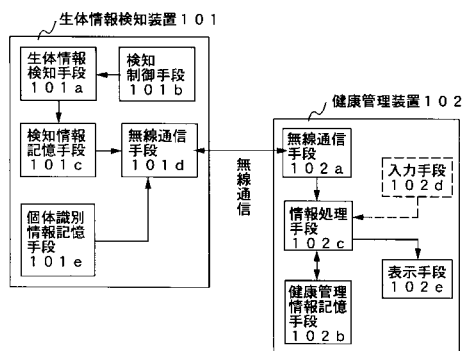 生体情報検知装置１０１
生体情報
検知手段
１０１a
検知
制御手段
１０１b
検知情報
記憶手段
１０１c
無線通信
手段
１０１d
個体識別
情報記憶
手段
１０１e
無線通信
健康管理装置１０２
無線通信
手段
１０２a
入力手段
１０２d
情報処理
手段
１０２c
表示手段
１０２e
健康管理
情報記憶
手段
１０２b